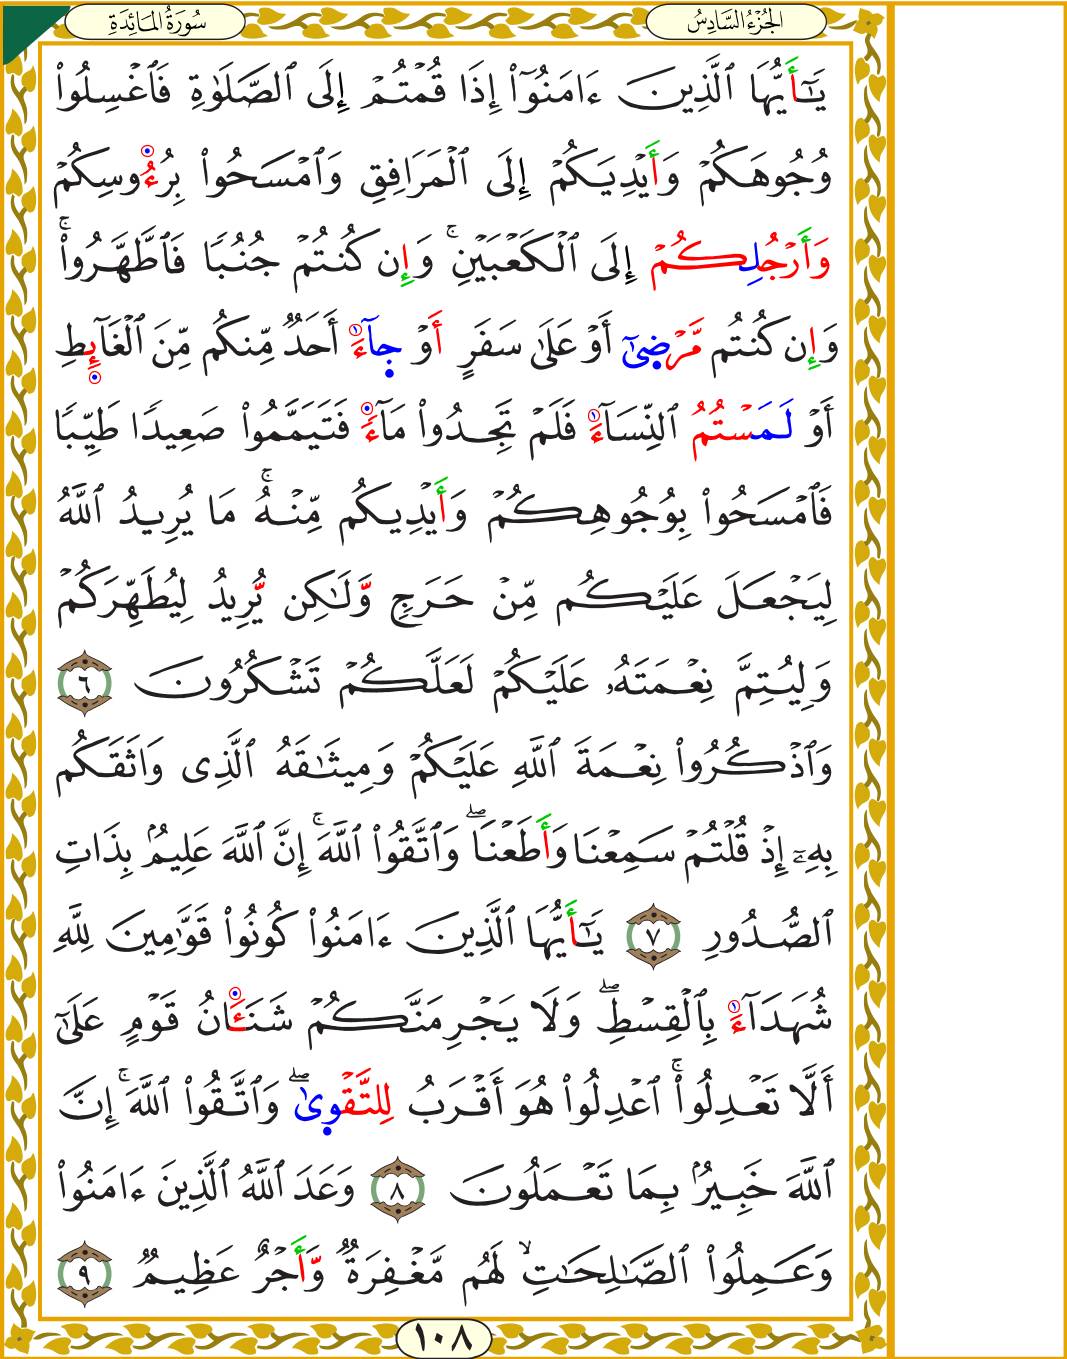 الجُزْءُ السَّادِسُ
سُورَةُ المَائِدَةِ
يَـٰٓأَيُّهَا ٱلَّذِينَ ءَامَنُوٓا۟ إِذَا قُمْتُمْ إِلَى ٱلصَّلَوٰةِ فَٱغْسِلُوا۟
وُجُوهَكُمْ وَأَيْدِيَكُمْ إِلَى ٱلْمَرَافِقِ وَٱمْسَحُوا۟ بِرُءُوسِكُمْ
وَأَرْجُلِكُمْ إِلَى ٱلْكَعْبَيْنِ ۚ وَإِن كُنتُمْ جُنُبًا فَٱطَّهَّرُوا۟ ۚ
وَإِن كُنتُم مَّرْضَىٰٓ أَوْ عَلَىٰ سَفَرٍ أَوْ جَآءَ أَحَدٌ مِّنكُم مِّنَ ٱلْغَآئِطِ
أَوْ لَمَسْتُمُ ٱلنِّسَآءَ فَلَمْ تَجِدُوا۟ مَآءً فَتَيَمَّمُوا۟ صَعِيدًا طَيِّبًا
فَٱمْسَحُوا۟ بِوُجُوهِكُمْ وَأَيْدِيكُم مِّنْهُ ۚ مَا يُرِيدُ ٱللَّهُ
لِيَجْعَلَ عَلَيْكُم مِّنْ حَرَجٍ وَّلَـٰكِن يُّرِيدُ لِيُطَهِّرَكُمْ
وَلِيُتِمَّ نِعْمَتَهُۥ عَلَيْكُمْ لَعَلَّكُمْ تَشْكُرُونَ ٦
وَٱذْكُرُوا۟ نِعْمَةَ ٱللَّهِ عَلَيْكُمْ وَمِيثَـٰقَهُ ٱلَّذِى وَاثَقَكُم
بِهِۦٓ إِذْ قُلْتُمْ سَمِعْنَا وَأَطَعْنَا ۖ وَٱتَّقُوا۟ ٱللَّهَ ۚ إِنَّ ٱللَّهَ عَلِيمٌۢ بِذَاتِ
ٱلصُّدُورِ ٧ يَـٰٓأَيُّهَا ٱلَّذِينَ ءَامَنُوا۟ كُونُوا۟ قَوَّٰمِينَ لِلَّهِ
شُهَدَآءَ بِٱلْقِسْطِ ۖ وَلَا يَجْرِمَنَّكُمْ شَنَـَٔانُ قَوْمٍ عَلَىٰٓ
أَلَّا تَعْدِلُوا۟ ۚ ٱعْدِلُوا۟ هُوَ أَقْرَبُ لِلتَّقْوَىٰ ۖ وَٱتَّقُوا۟ ٱللَّهَ ۚ إِنَّ
ٱللَّهَ خَبِيرٌۢ بِمَا تَعْمَلُونَ ٨ وَعَدَ ٱللَّهُ ٱلَّذِينَ ءَامَنُوا۟
وَعَمِلُوا۟ ٱلصَّـٰلِحَـٰتِ ۙ لَهُم مَّغْفِرَةٌ وَّأَجْرٌ عَظِيمٌ ٩
١٠٨